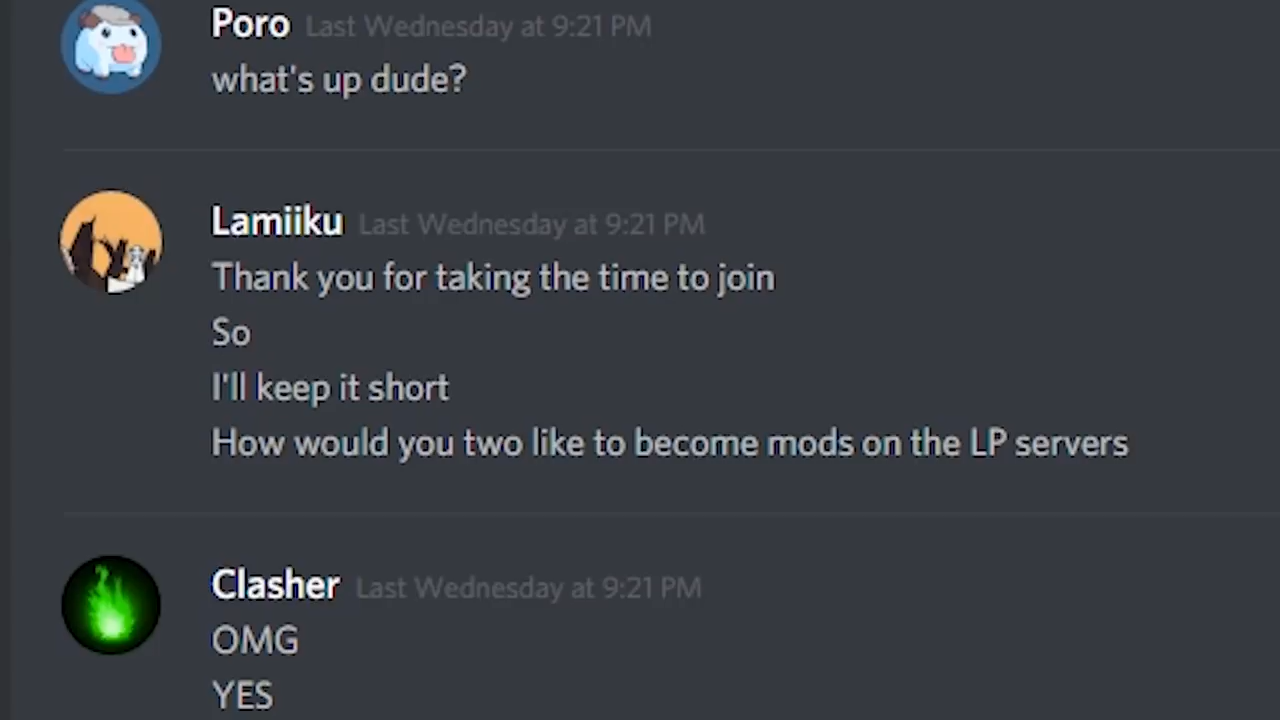 Poro Last Wednesday at 9:21 PM
what's up dude?
Lamiiku Last Wednesday at 9:21 PM
Thank you for taking the time to join
So
I'll keep it short
How would you two like to become mods on the LP servers
Clasher Last Wednesday at 9:21 PM
OMG
YES